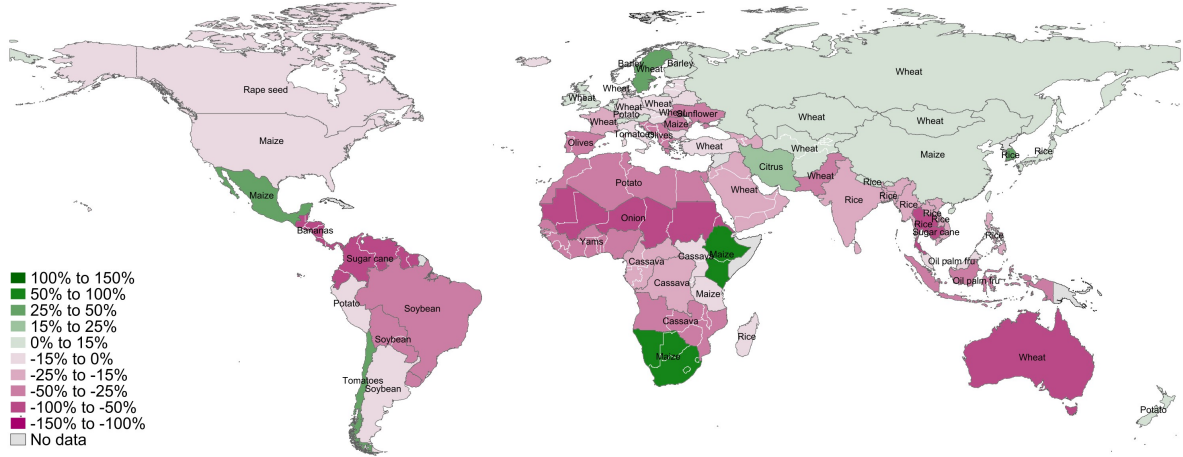 Rape seed
Maize
Maize
Bananas
Sugar cane
Potato
Soybean
Soybean
Tomatoes
Soybean
Barley
Wheat
Barley
Wheat
Wheat
Wheat
Wheat
Potato
Wheat
Wheat
Sunflower
Maize
Tomatoes
Olives
Olives
Wheat
Wheat
Wheat
Wheat
Wheat
Maize
Rice
Rice
Citrus
Wheat
Wheat
Potato
Onion
Yams
Cassava
Cassava
Maize
Cassava
Maize
Cassava
Maize
Rice
Rice
Rice
Rice
Rice
Rice
Rice
Rice
Sugar cane
Rice
Oil palm fru
Oil palm fru
Wheat
Potato
100% to 150%
50% to 100%
25% to 50%
15% to 25%
0% to 15%
-15% to 0%
-25% to -15%
-50% to -25%
-100% to -50%
-150% to -100%
No data